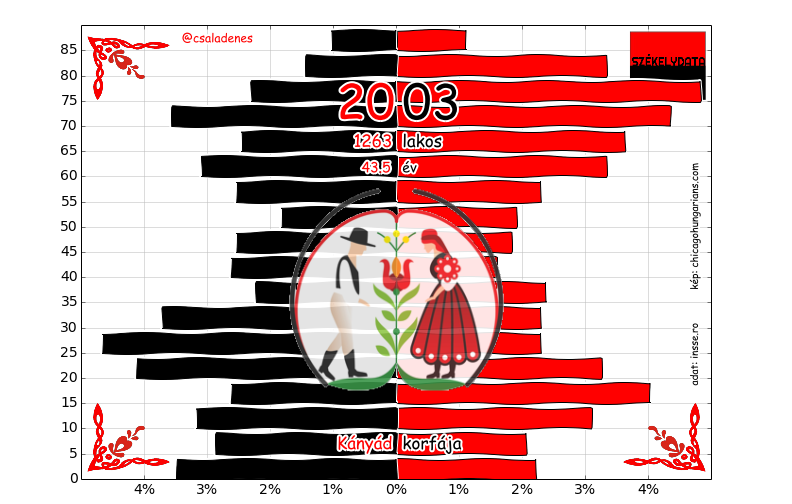 @csaladenes
SZÉKELYDATA
2003
1263 lakos
43.5 év
85
80
75
70
65
60
55
50
45
40
35
30
25
20
15
10
5
0
kép: chicagohungarians.com
adat: insse.ro
Kányád korfája
4% 3% 2% 1% 0% 1% 2% 3% 4%